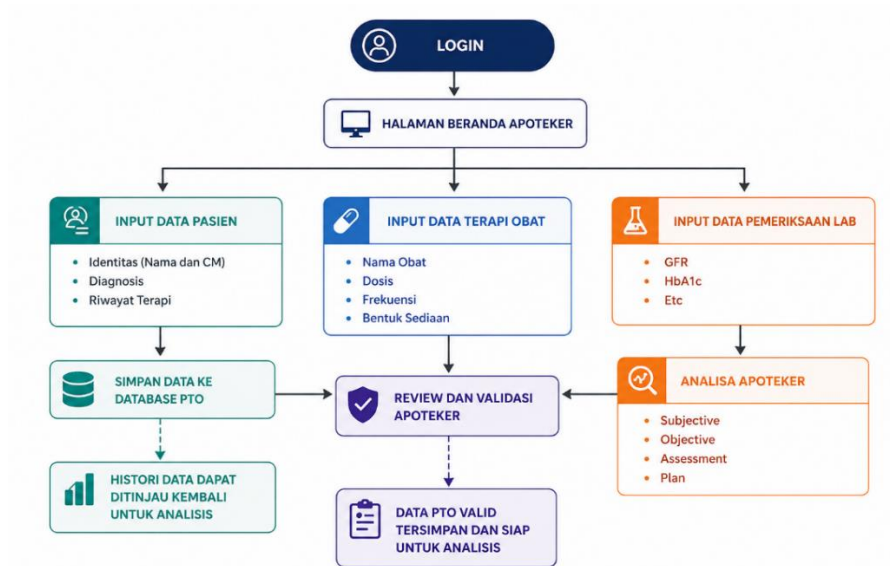 LOGIN
HALAMAN BERANDA APOTEKER
INPUT DATA PASIEN
• Identitas (Nama dan CM)
• Diagnosis
• Riwayat Terapi
INPUT DATA TERAPI OBAT
• Nama Obat
• Dosis
• Frekuensi
• Bentuk Sediaan
INPUT DATA PEMERIKSAAN LAB
• GFR
• HbA1c
• Etc
SIMPAN DATA KE
DATABASE PTO
REVIEW DAN VALIDASI
APOTEKER
ANALISA APOTEKER
• Subjective
• Objective
• Assessment
• Plan
HISTORI DATA DAPAT
DITINJAU KEMBALI
UNTUK ANALISIS
DATA PTO VALID
TERSIMPAN DAN SIAP
UNTUK ANALISIS